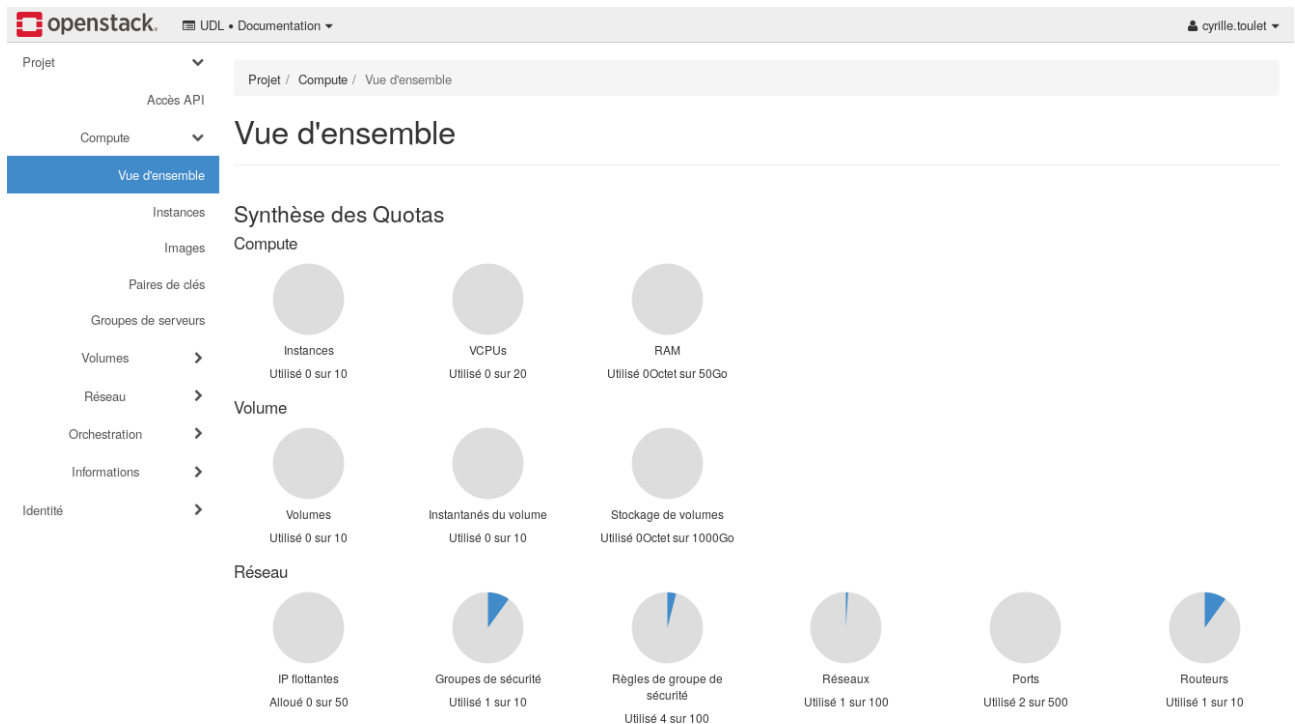 openstack. UDL • Documentation cyrille.toulet
Projet
Accès API
Compute
Vue d'ensemble
Instances
Images
Paires de clés
Groupes de serveurs
Volumes
Réseau
Orchestration
Informations
Identité
Projet / Compute / Vue d'ensemble
Vue d'ensemble
Synthèse des Quotas
Compute
Instances VCPUs RAM
Utilisé 0 sur 10 Utilisé 0 sur 20 Utilisé 0Octet sur 50Go
Volume
Volumes Instantanés du volume Stockage de volumes
Utilisé 0 sur 10 Utilisé 0 sur 10 Utilisé 0Octet sur 1000Go
Réseau
IP flottantes Groupes de sécurité Règles de groupe de Réseaux Ports Routeurs
sécurité
Alloué 0 sur 50 Utilisé 1 sur 10 Utilisé 1 sur 100 Utilisé 2 sur 500 Utilisé 1 sur 10
Utilisé 4 sur 100